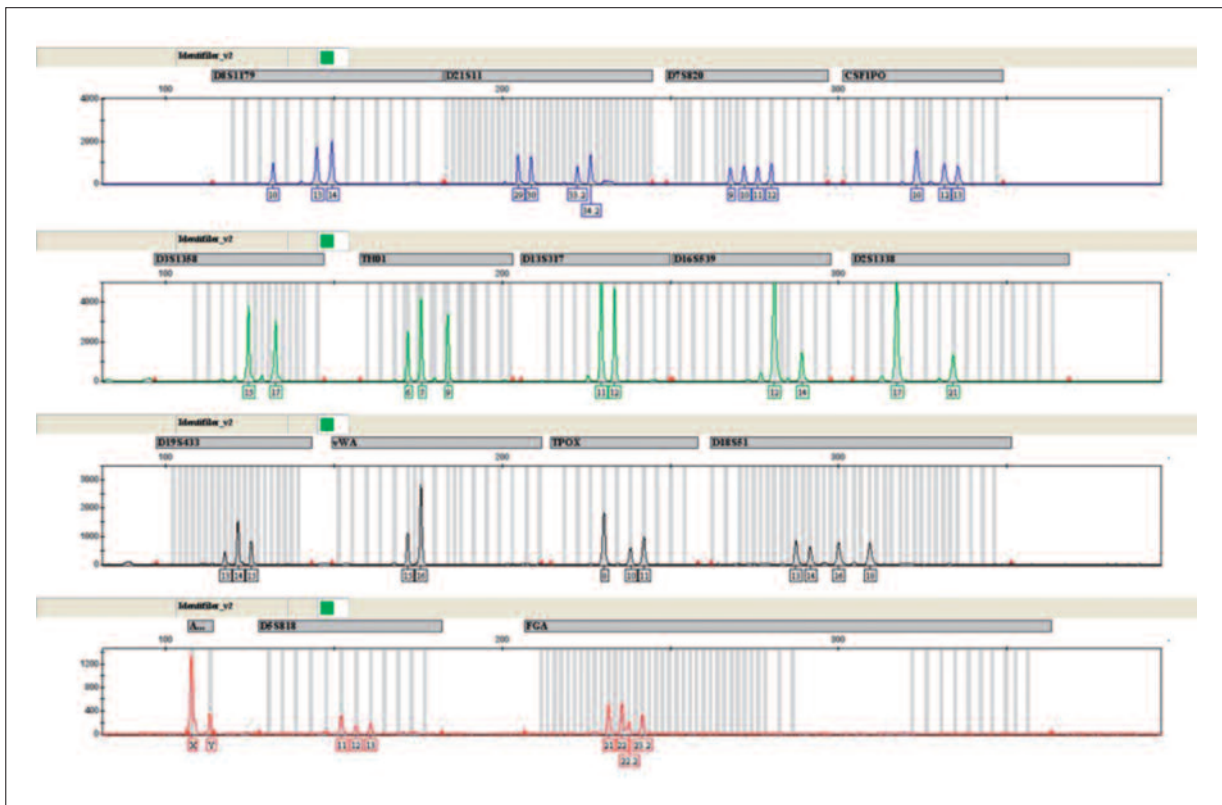 Identifiler_v2
D8S1179 D21S11 D7S820 CSF1PO
100 200 300
4000
2000
0
10 13 14 29 30 33.2 9 10 11 12 10 12 13
34.2
Identifiler_v2
D3S1358 TH01 D13S317 D16S539 D2S1338
100 200 300
4000
2000
0
15 17 6 7 9 11 12 12 14 17 21
Identifiler_v2
D19S433 vWA TPOX D18S51
100 200 300
3000
2000
1000
0
13 14 15 15 16 8 10 11 13 14 16 18
Identifiler_v2
A... D5S818 FGA
100 200 300
1200
800
400
0
X Y 11 12 13 21 22 23.2
22.2